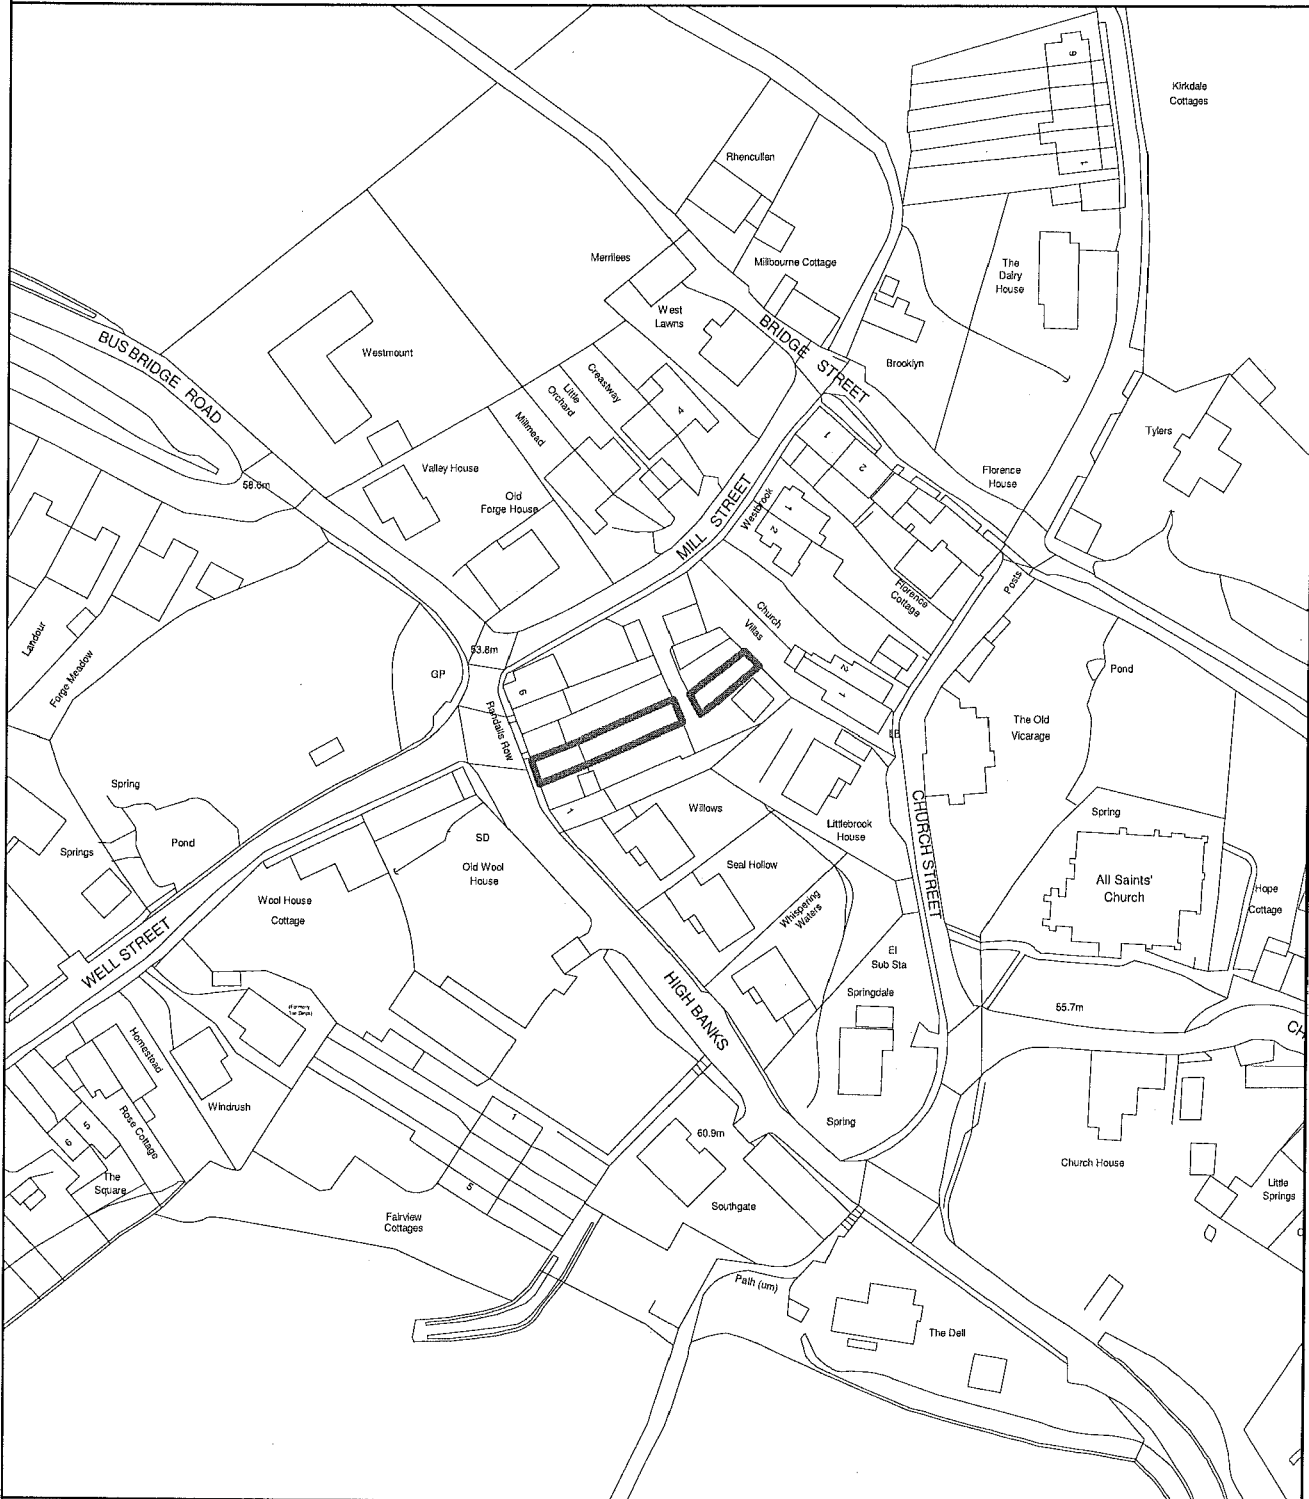 6
Kirkdale
Cottages
1
Rhencullen
Merrilees
Millbourne Cottage
The
Dairy
House
West
Lawns
BRIDGE STREET
BUSBRIDGE ROAD
Westmount
Brooklyn
Creastway
Little
Orchard
4
Millmead
Tylers
1
2
Valley House
Florence
House
58.6m
Old
Forge House
MILL STREET
Westbrook
1
2
Posts
Florence
Cottage
Church
Villas
Landour
Forge Meadow
53.8m
GP
6
Randalls Row
2
1
Pond
LB
The Old
Vicarage
Spring
Pond
Springs
1
Willows
Littlebrook
House
CHURCH STREET
Spring
SD
Old Wool
House
Seal Hollow
All Saints'
Church
Hope
Cottage
Wool House
Cottage
Whispering
Waters
WELL STREET
El
Sub Sta
HIGH BANKS
Springdale
55.7m
CH
Homestead
Windrush
Rose Cottage
5
6
The
Square
1
5
Spring
60.9m
Church House
Little
Springs
Southgate
Fairview
Cottages
Path (um)
The Dell